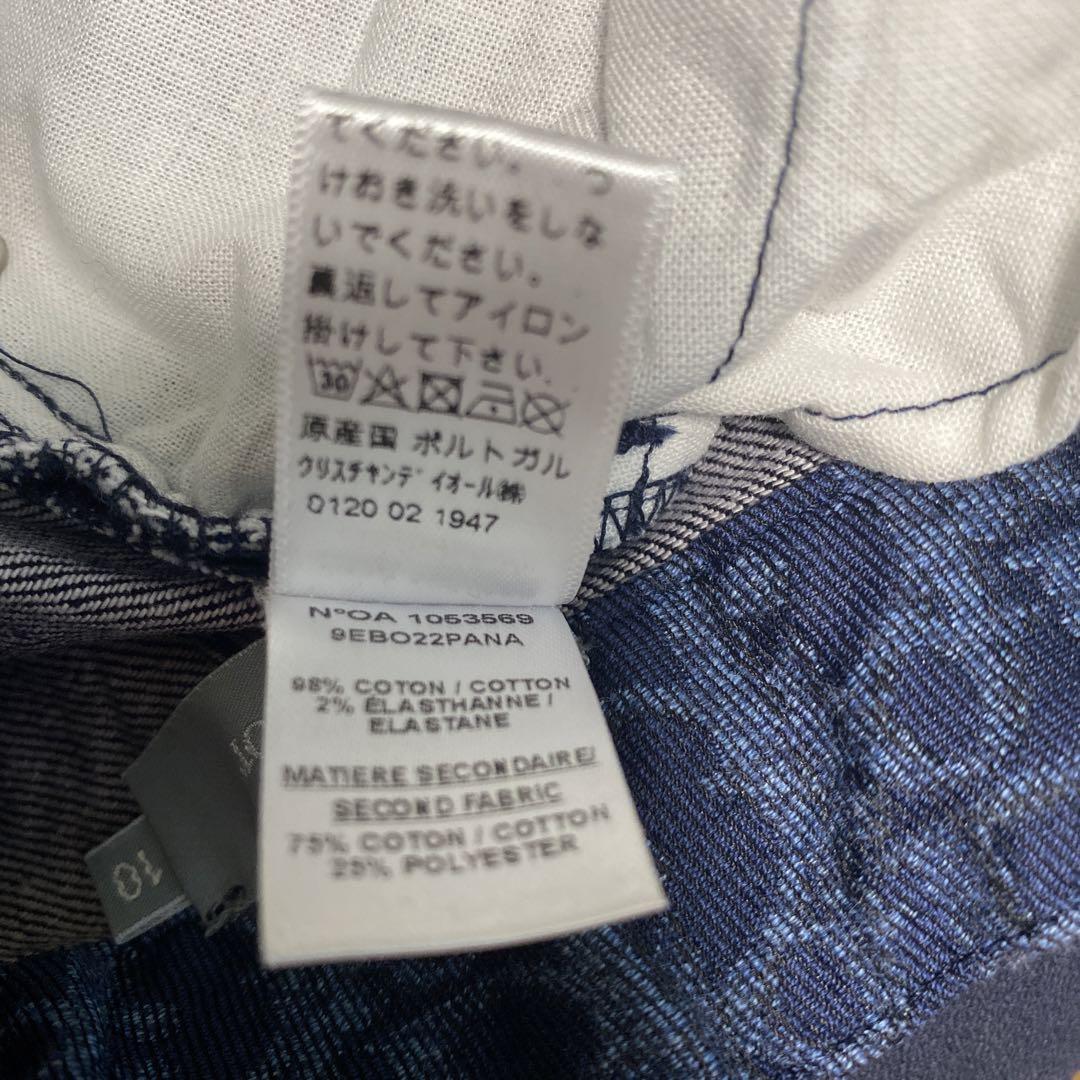 てください。 つ
けおき洗いをしな
いでください。
裏返してアイロン
掛けして下さい.
30
原産国 ポルトガル
クリスチャンディオール㈱
0120 02 1947
N°OA 1053569
9EBO22PANA
98% COTON / COTTON
2% ÉLASTHANNE /
ELASTANE
MATIERE SECONDAIRE/
SECOND FABRIC
75% COTON / COTTON
25% POLYESTER
10